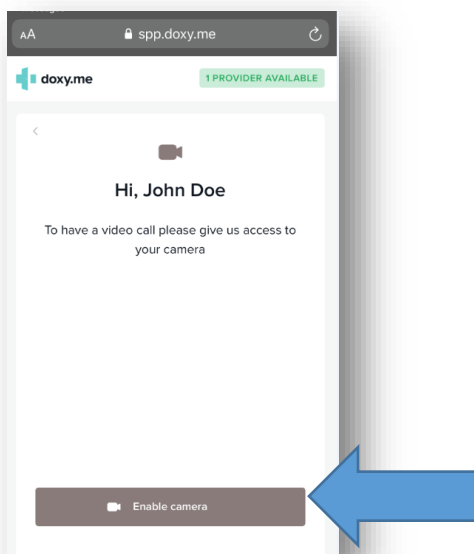 AA spp.doxy.me
doxy.me 1 PROVIDER AVAILABLE
Hi, John Doe
To have a video call please give us access to
your camera
Enable camera